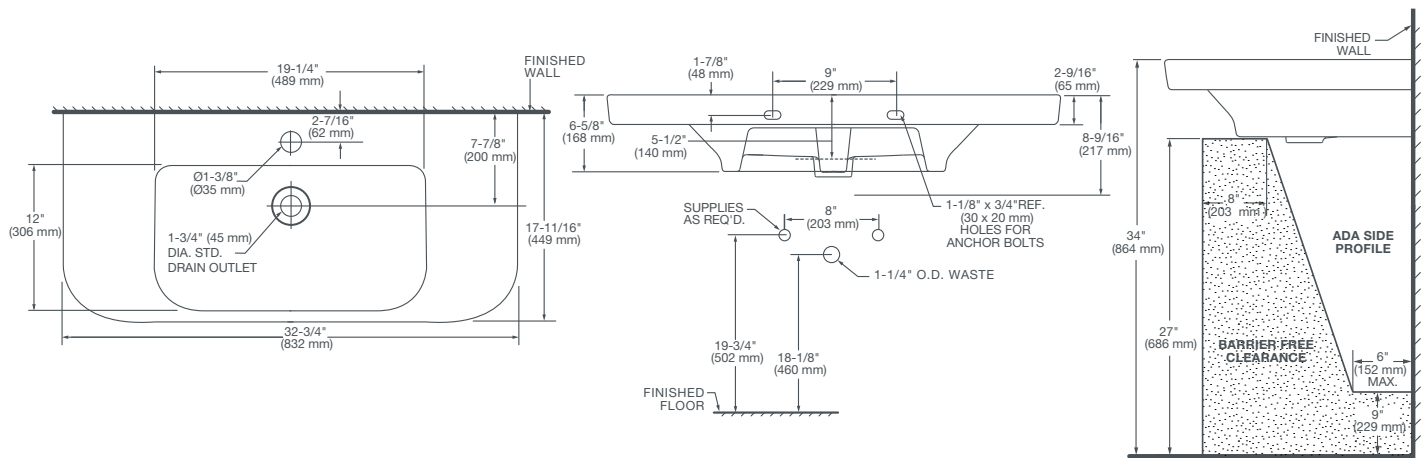 19-1/4"
(489 mm)
FINISHED
WALL
2-7/16"
(62 mm)
7-7/8"
(200 mm)
Ø1-3/8"
(Ø35 mm)
12"
(306 mm)
1-3/4" (45 mm)
DIA. STD.
DRAIN OUTLET
17-11/16"
(449 mm)
32-3/4"
(832 mm)
1-7/8"
(48 mm)
9"
(229 mm)
2-9/16"
(65 mm)
6-5/8"
(168 mm)
5-1/2"
(140 mm)
8-9/16"
(217 mm)
SUPPLIES
AS REQ'D.
8"
(203 mm)
1-1/8" x 3/4"REF.
(30 x 20 mm)
HOLES FOR
ANCHOR BOLTS
1-1/4" O.D. WASTE
19-3/4"
(502 mm)
18-1/8"
(460 mm)
FINISHED
FLOOR
FINISHED
WALL
8"
(203 mm)
34"
(864 mm)
ADA SIDE
PROFILE
27"
(686 mm)
BARRIER FREE
CLEARANCE
6"
(152 mm)
MAX.
9"
(229 mm)